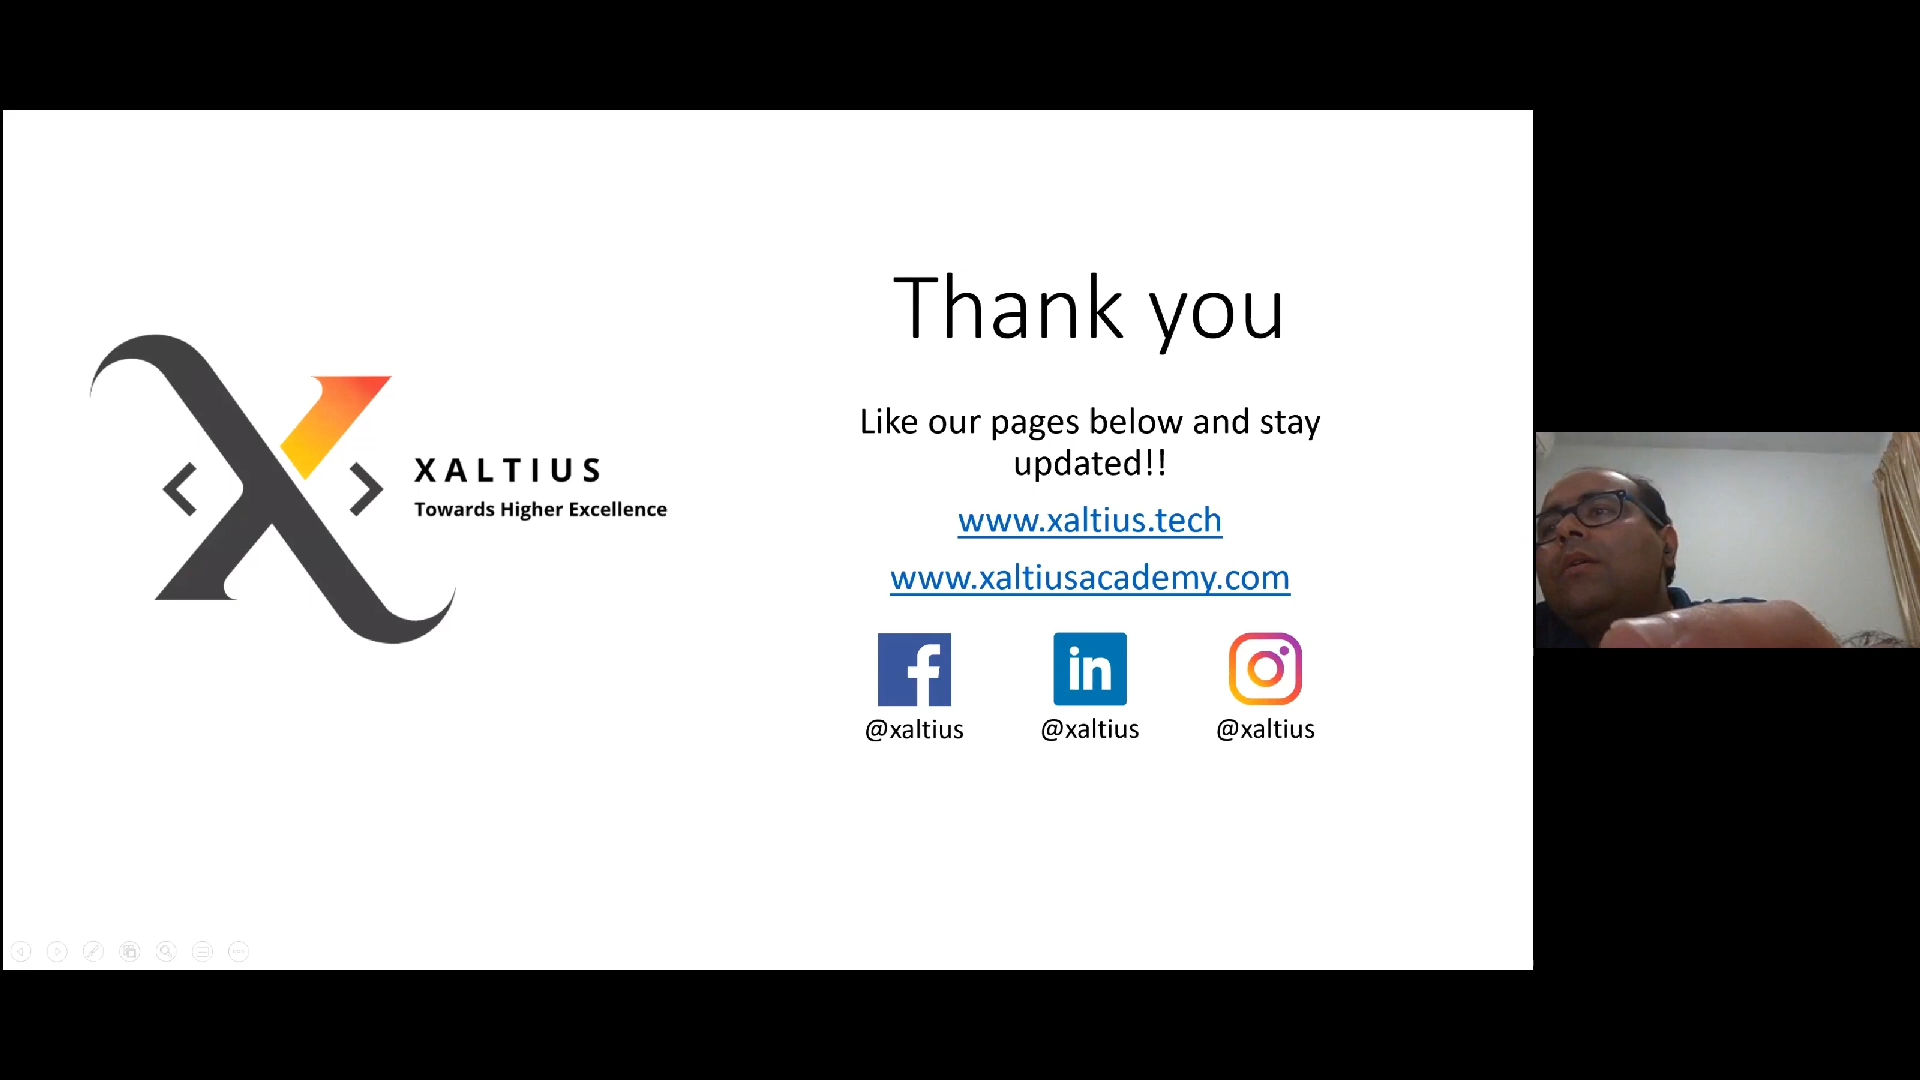 Thank you
Like our pages below and stay
updated!!
www.xaltius.tech
www.xaltiusacademy.com
XALTIUS
Towards Higher Excellence
@xaltius
@xaltius
@xaltius